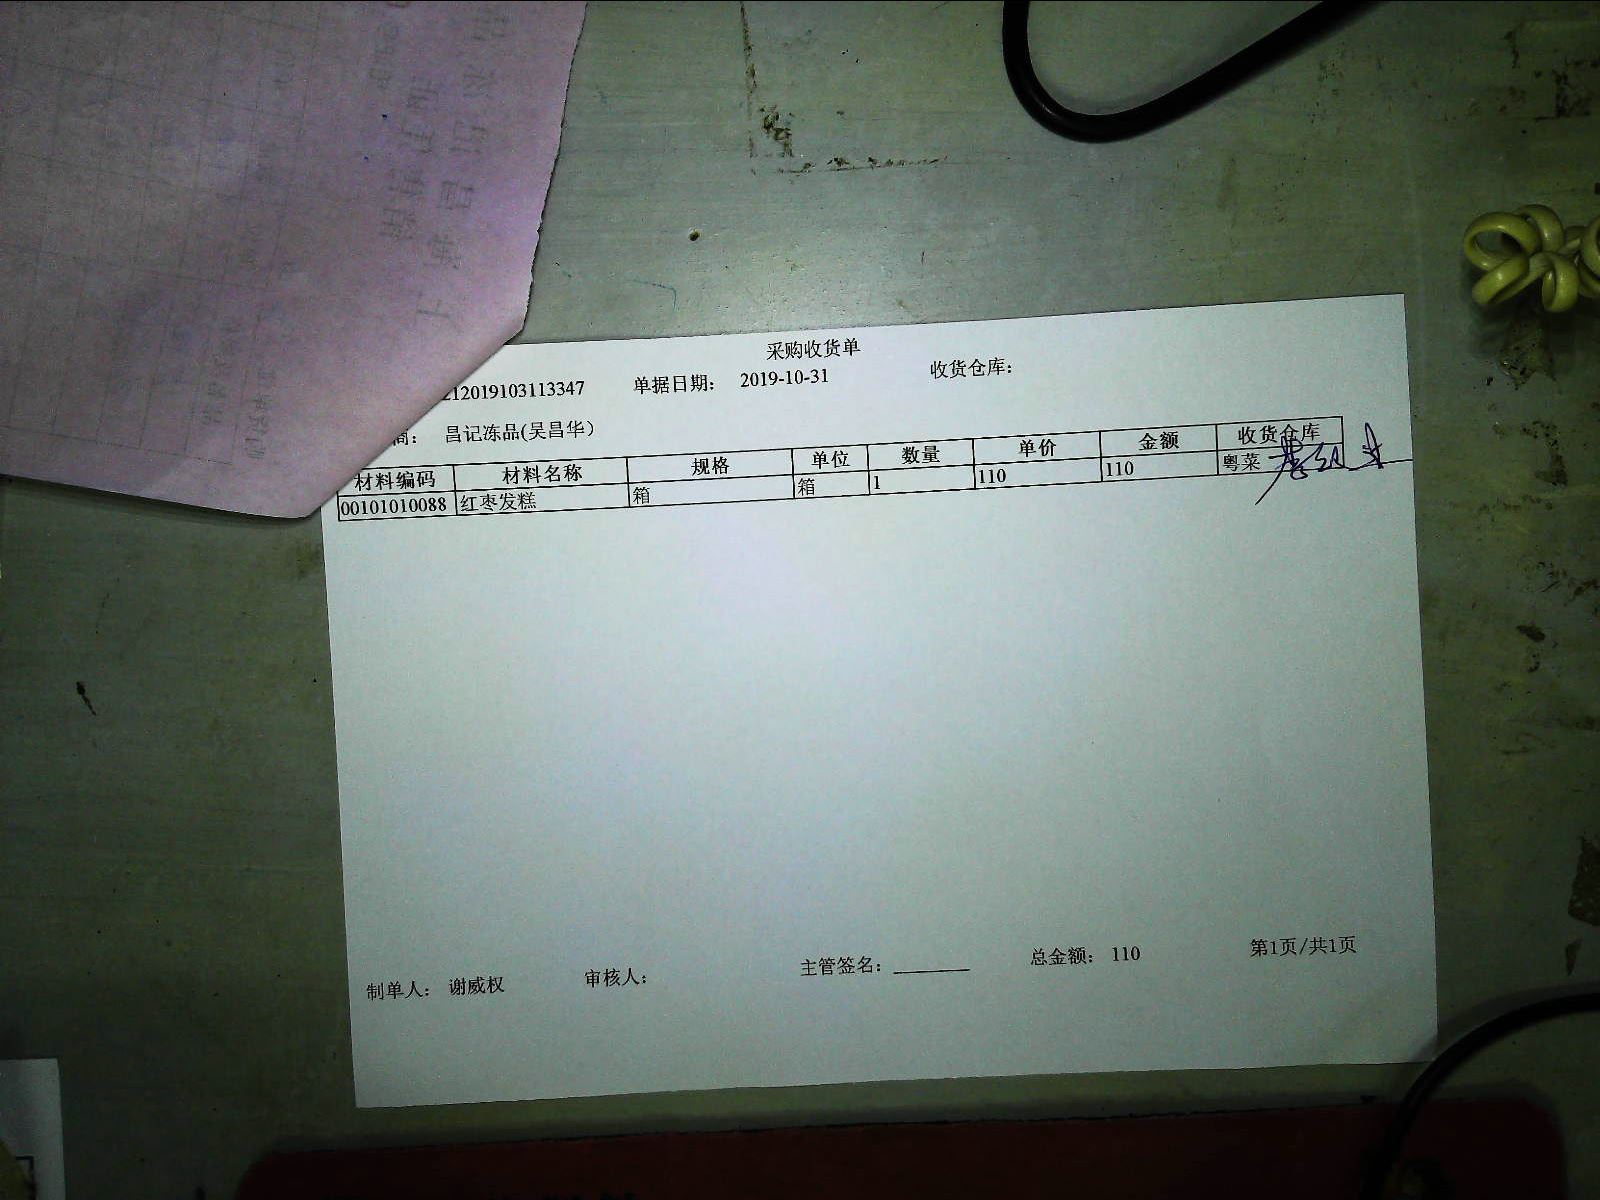 采购收货单
212019103113347 单据日期： 2019-10-31 收货仓库：
商： 昌记冻品(吴昌华）
材料编码 材料名称 规格 单位 数量 单价 金额 收货仓库
00101010088 红枣发糕 箱 箱 1 110 110 粤菜
制单人： 谢威权 审核人： 主管签名：_______ 总金额： 110 第1页/共1页